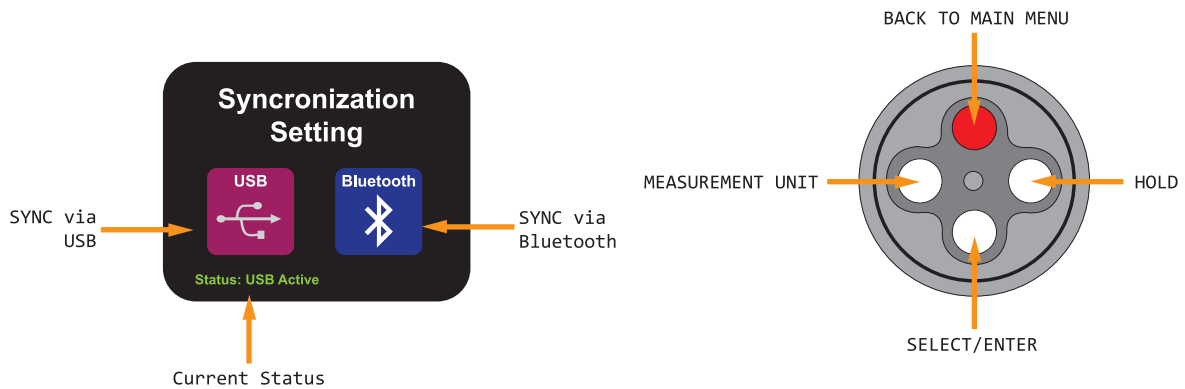 BACK TO MAIN MENU
Syncronization
Setting
USB
Bluetooth
SYNC via
USB
SYNC via
Bluetooth
Status: USB Active
Current Status
MEASUREMENT UNIT
HOLD
SELECT/ENTER